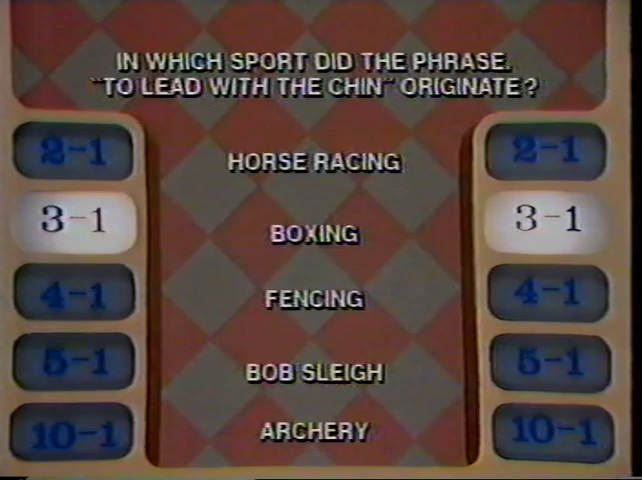 IN WHICH SPORT DID THE PHRASE,
"TO LEAD WITH THE CHIN" ORIGINATE?
2-1 HORSE RACING 2-1
3-1 BOXING 3-1
4-1 FENCING 4-1
5-1 BOB SLEIGH 5-1
10-1 ARCHERY 10-1